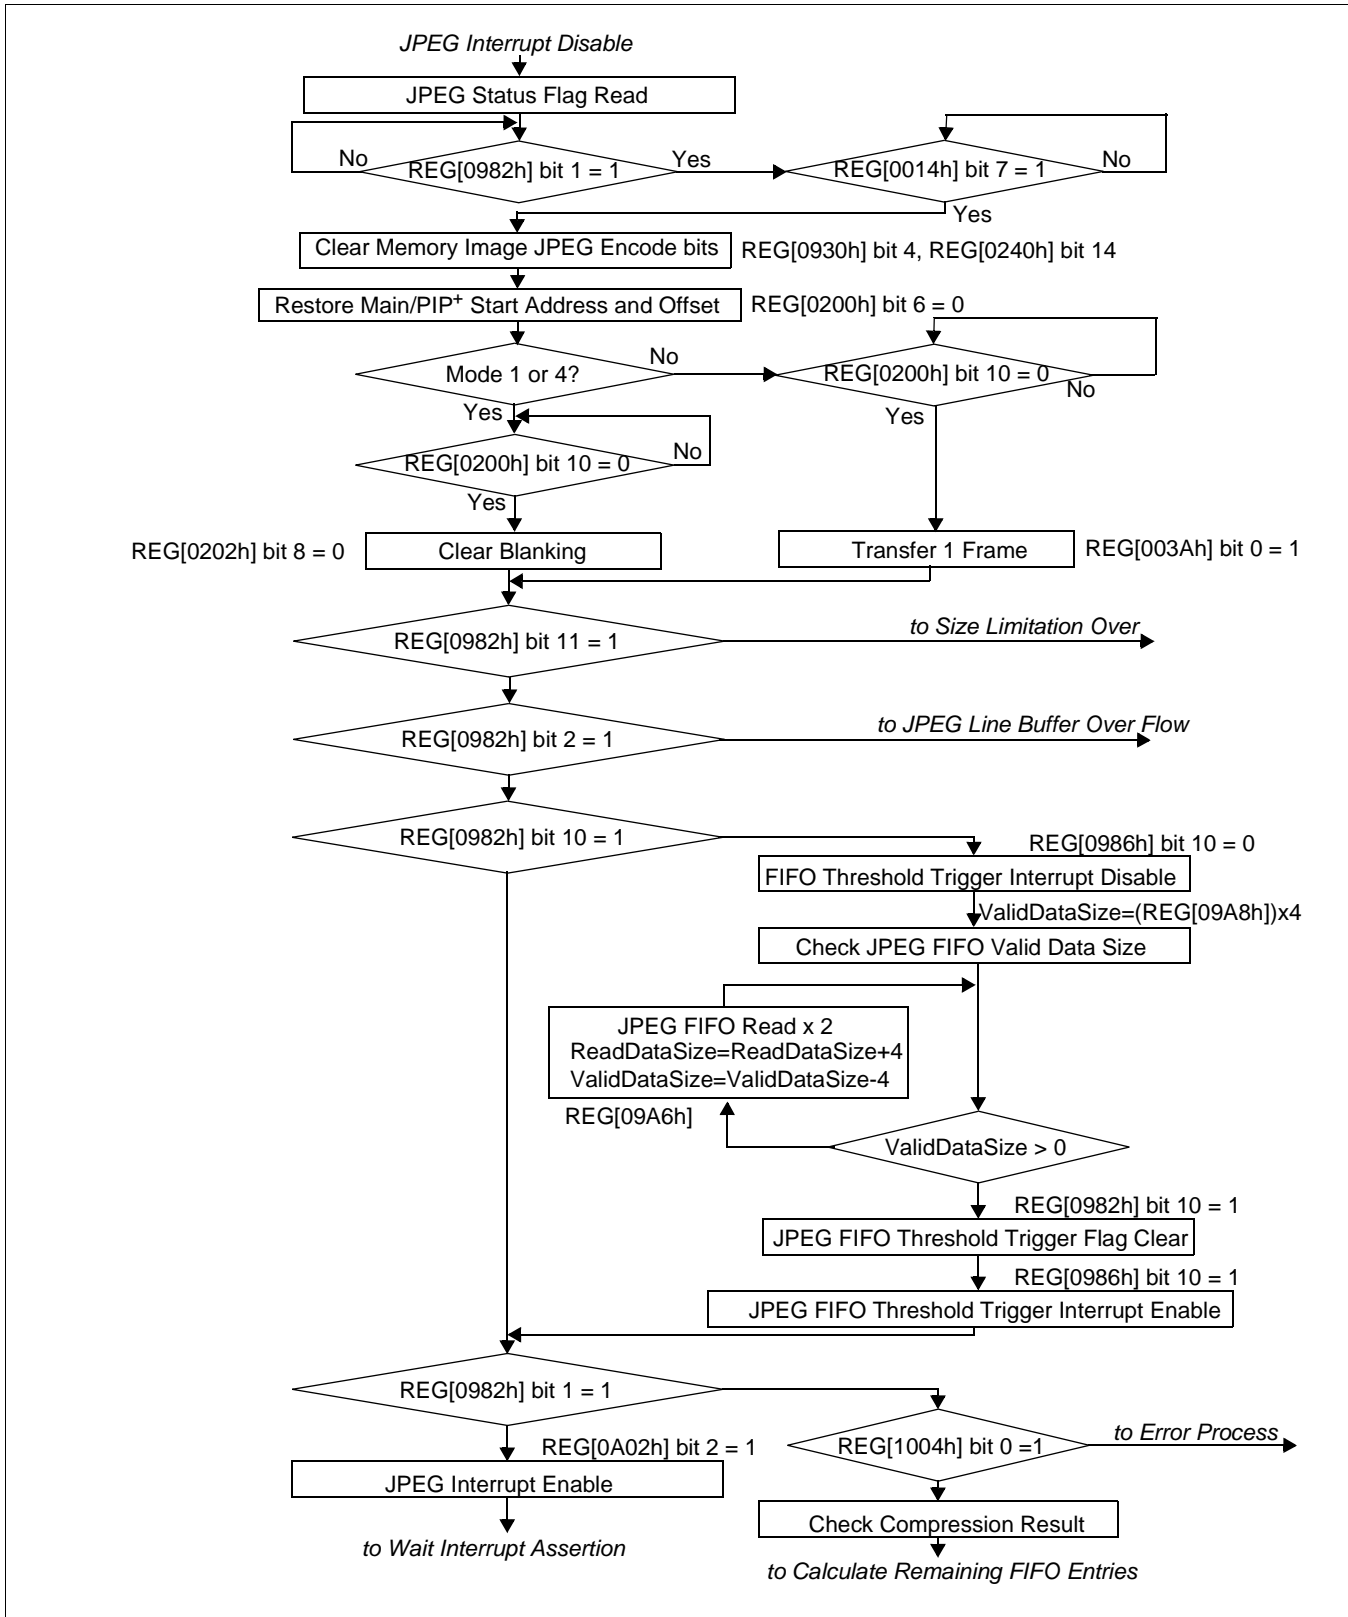 JPEG Interrupt Disable
JPEG Status Flag Read
No
REG[0982h] bit 1 = 1
Yes
REG[0014h] bit 7 = 1
No
Yes
Clear Memory Image JPEG Encode bits
REG[0930h] bit 4, REG[0240h] bit 14
Restore Main/PIP+ Start Address and Offset
REG[0200h] bit 6 = 0
Mode 1 or 4?
No
REG[0200h] bit 10 = 0
No
Yes
Yes
REG[0200h] bit 10 = 0
No
Yes
REG[0202h] bit 8 = 0
Clear Blanking
Transfer 1 Frame
REG[003Ah] bit 0 = 1
REG[0982h] bit 11 = 1
to Size Limitation Over
REG[0982h] bit 2 = 1
to JPEG Line Buffer Over Flow
REG[0982h] bit 10 = 1
REG[0986h] bit 10 = 0
FIFO Threshold Trigger Interrupt Disable
ValidDataSize=(REG[09A8h])x4
Check JPEG FIFO Valid Data Size
JPEG FIFO Read x 2
ReadDataSize=ReadDataSize+4
ValidDataSize=ValidDataSize-4
REG[09A6h]
ValidDataSize > 0
REG[0982h] bit 10 = 1
JPEG FIFO Threshold Trigger Flag Clear
REG[0986h] bit 10 = 1
JPEG FIFO Threshold Trigger Interrupt Enable
REG[0982h] bit 1 = 1
REG[0A02h] bit 2 = 1
REG[1004h] bit 0 =1
to Error Process
JPEG Interrupt Enable
Check Compression Result
to Wait Interrupt Assertion
to Calculate Remaining FIFO Entries